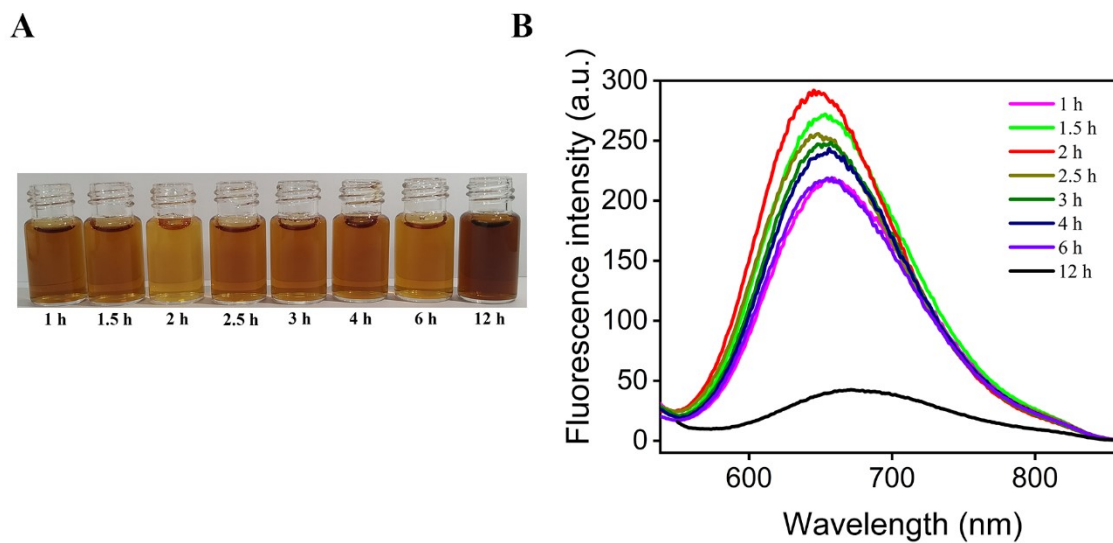 A
B
1 h
1.5 h
2 h
2.5 h
3 h
4 h
6 h
12 h
Fluorescence intensity (a.u.)
300
250
200
150
100
50
0
1 h
1.5 h
2 h
2.5 h
3 h
4 h
6 h
12 h
600
700
800
Wavelength (nm)